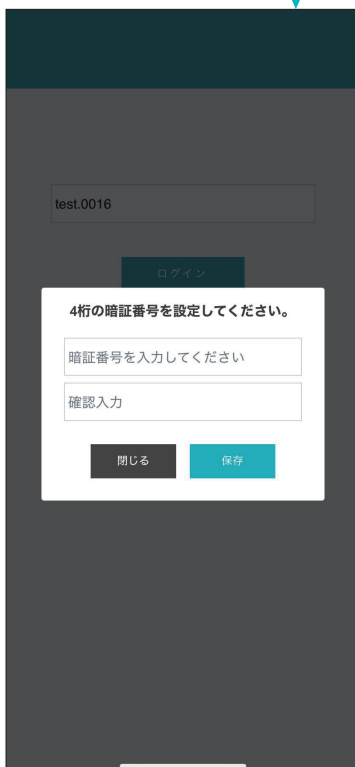 test.0016
ログイン
4桁の暗証番号を設定してください。
暗証番号を入力してください
確認入力
閉じる
保存